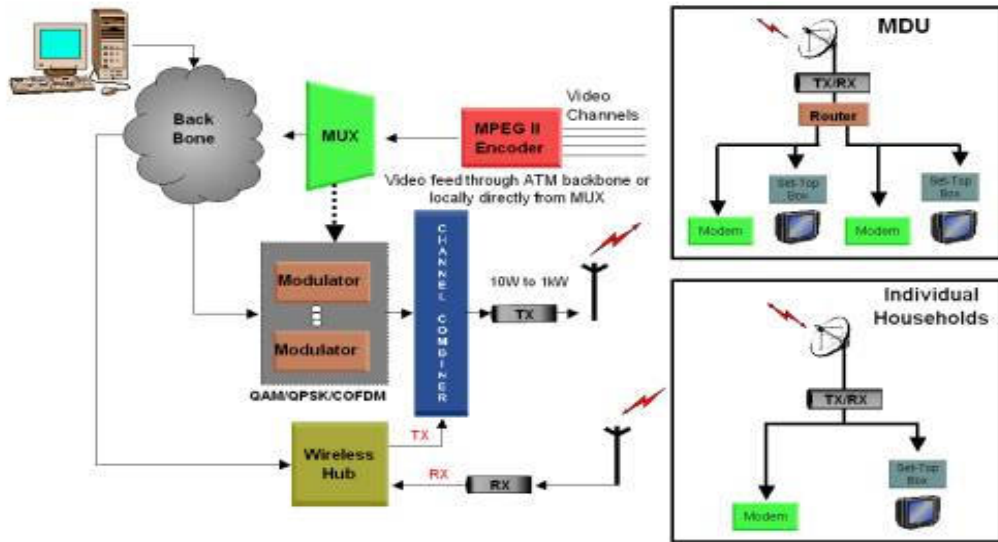 Back
Bone
MUX
MPEG II
Encoder
Video
Channels
Video feed through ATM backbone or
locally directly from MUX
Modulator
Modulator
QAM/QPSK/COFDM
CHANNEL COMBINER
10W to 1kW
TX
Wireless
Hub
TX
RX
RX
MDU
TX/RX
Router
Set-Top
Box
Set-Top
Box
Modem
Modem
Individual
Households
TX/RX
Set-Top
Box
Modem